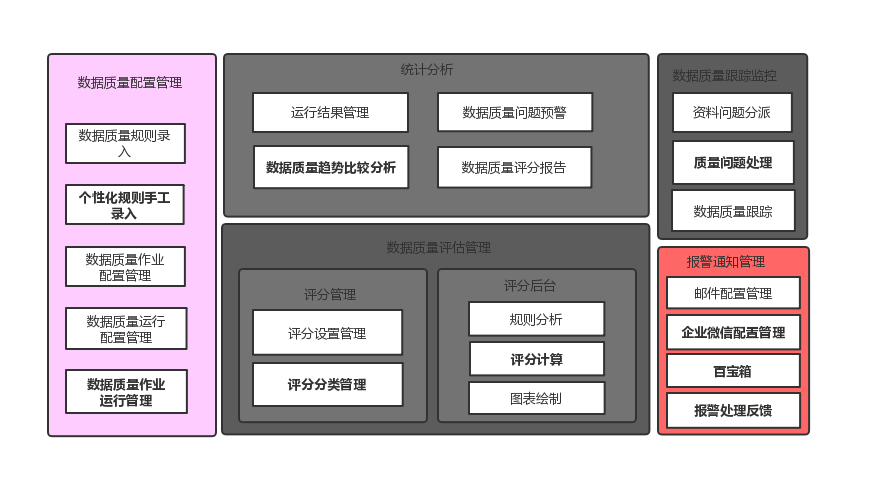 数据质量配置管理
数据质量规则录
入
个性化规则手工
录入
数据质量作业
配置管理
数据质量运行
配置管理
数据质量作业
运行管理
统计分析
运行结果管理
数据质量问题预警
数据质量趋势比较分析
数据质量评分报告
数据质量评估管理
评分管理
评分设置管理
评分分类管理
评分后台
规则分析
评分计算
图表绘制
数据质量跟踪监控
资料问题分派
质量问题处理
数据质量跟踪
报警通知管理
邮件配置管理
企业微信配置管理
百宝箱
报警处理反馈